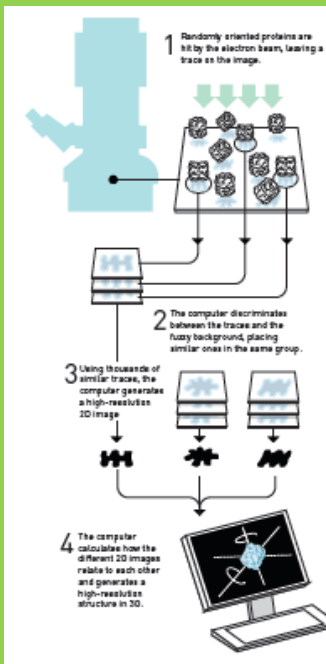 1 Randomly oriented proteins are
hit by the electron beam, leaving a
trace on the image.
2 The computer discriminates
between the traces and the
fuzzy background, placing
similar ones in the same group.
3 Using thousands of
similar traces, the
computer generates
a high-resolution
2D image
4 The computer
calculates how the
different 2D images
relate to each other
and generates a
high-resolution
structure in 3D.